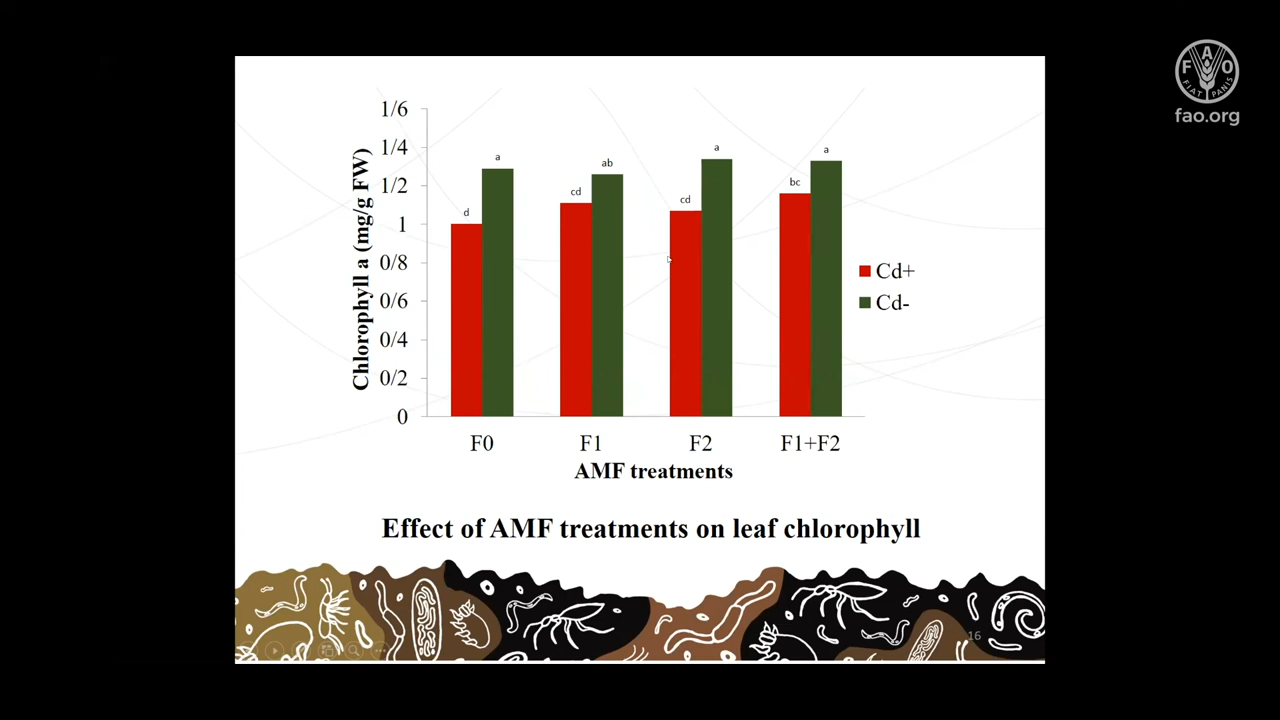 F A O
FIAT PANIS
fao.org
1/6
1/4
1/2
1
0/8
0/6
0/4
0/2
0
Chlorophyll a (mg/g FW)
d
a
cd
ab
cd
a
bc
a
Cd+
Cd-
F0
F1
F2
F1+F2
AMF treatments
Effect of AMF treatments on leaf chlorophyll
16